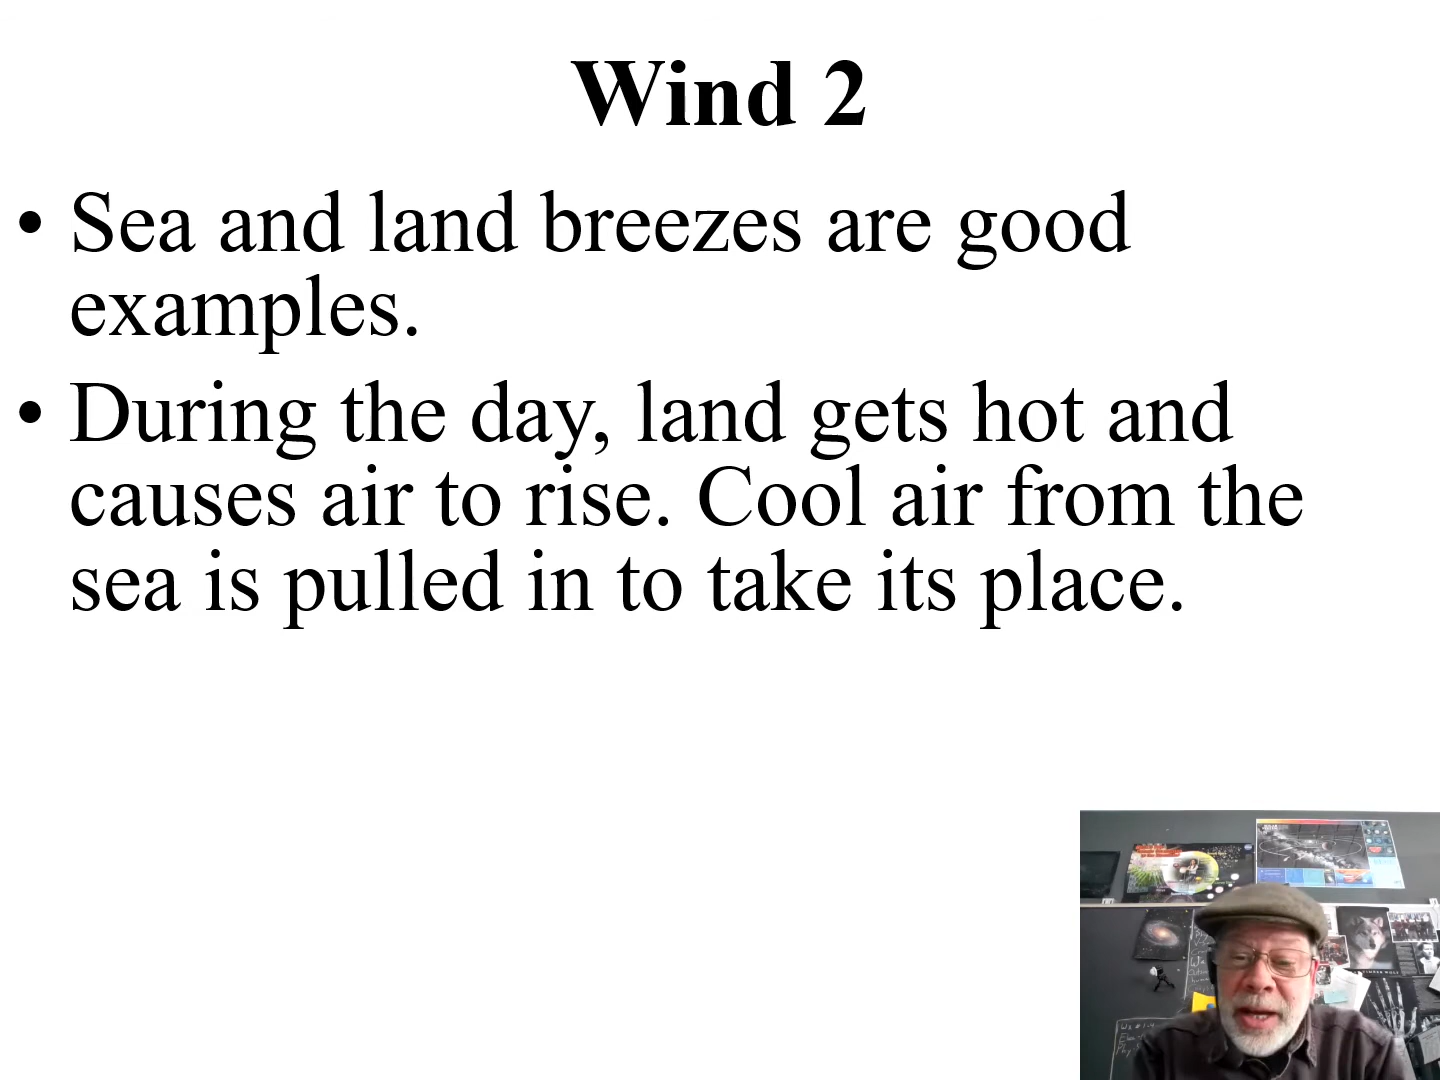 Wind 2
• Sea and land breezes are good
examples.
• During the day, land gets hot and
causes air to rise. Cool air from the
sea is pulled in to take its place.